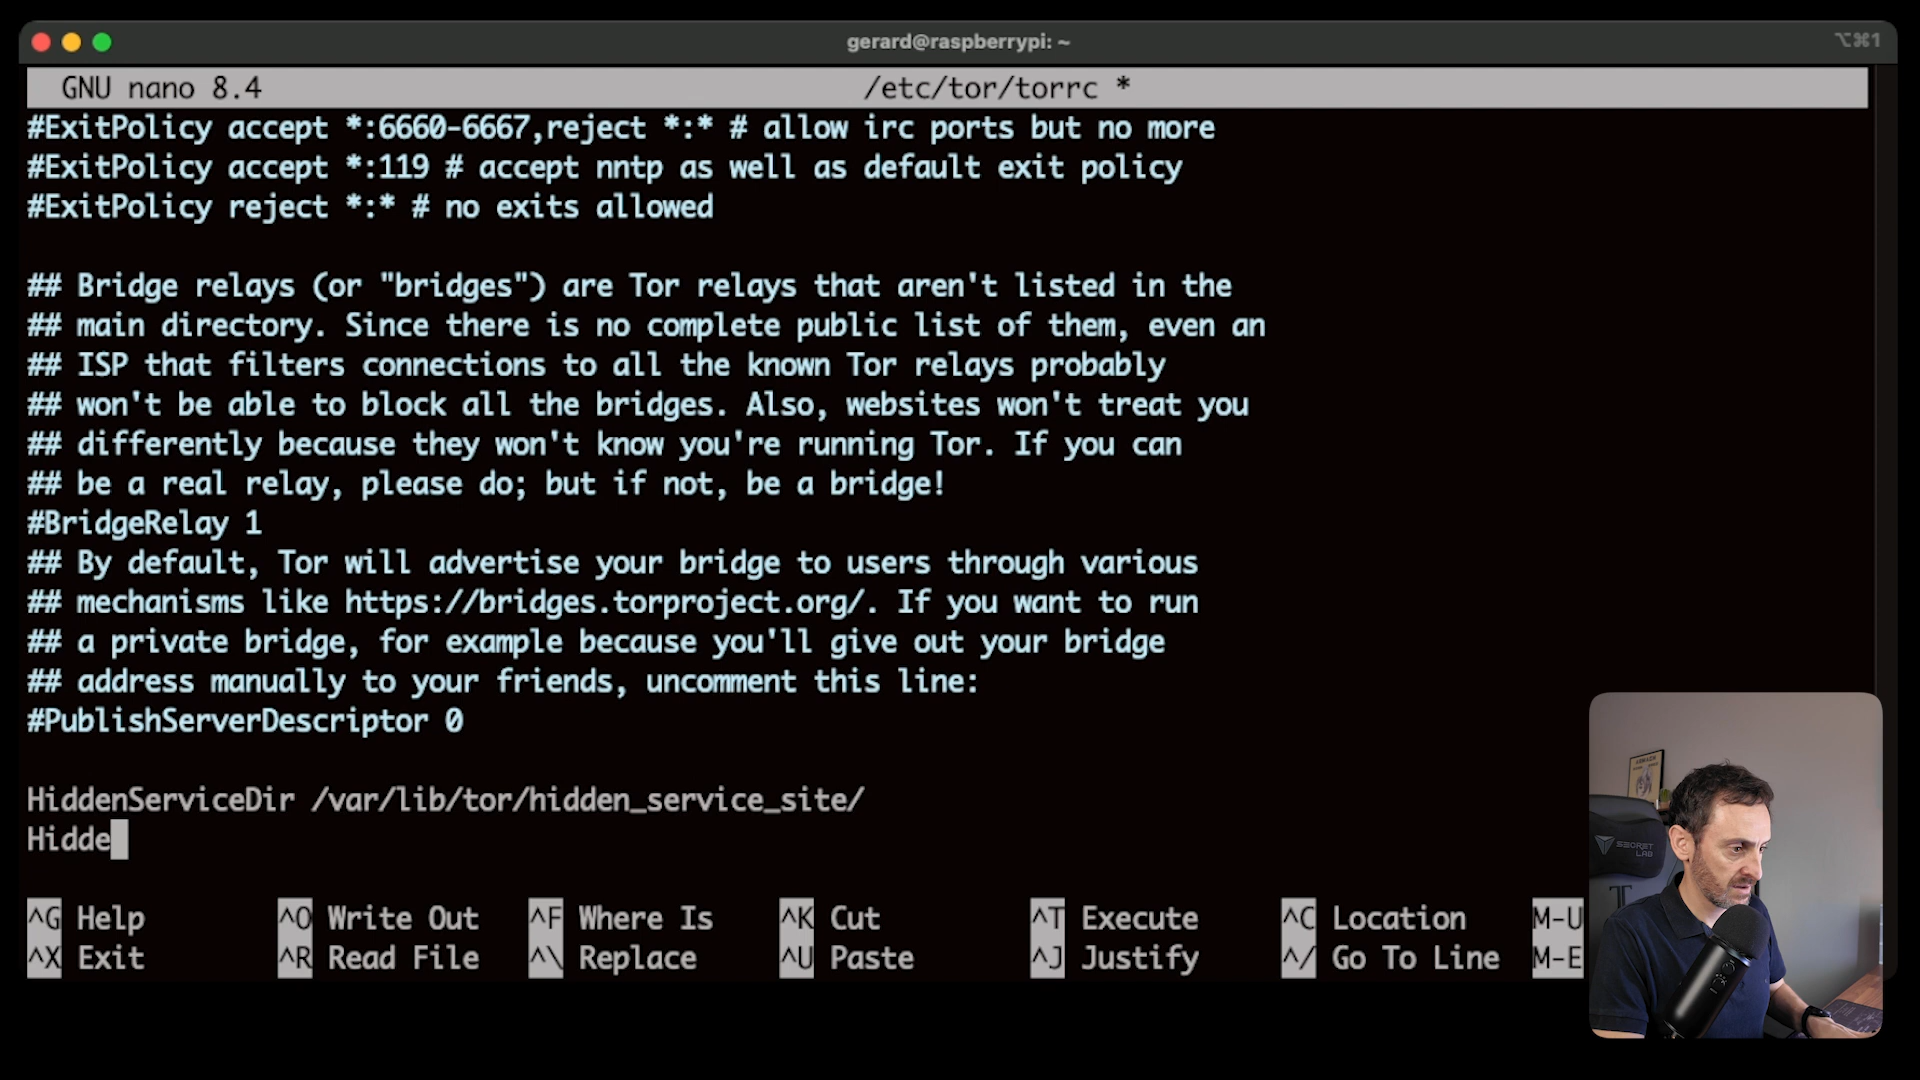 gerard@raspberrypi: ~
⌥⌘1
GNU nano 8.4 /etc/tor/torrc *
#ExitPolicy accept *:6660-6667,reject *:* # allow irc ports but no more
#ExitPolicy accept *:119 # accept nntp as well as default exit policy
#ExitPolicy reject *:* # no exits allowed
## Bridge relays (or "bridges") are Tor relays that aren't listed in the
## main directory. Since there is no complete public list of them, even an
## ISP that filters connections to all the known Tor relays probably
## won't be able to block all the bridges. Also, websites won't treat you
## differently because they won't know you're running Tor. If you can
## be a real relay, please do; but if not, be a bridge!
#BridgeRelay 1
## By default, Tor will advertise your bridge to users through various
## mechanisms like https://bridges.torproject.org/. If you want to run
## a private bridge, for example because you'll give out your bridge
## address manually to your friends, uncomment this line:
#PublishServerDescriptor 0
HiddenServiceDir /var/lib/tor/hidden_service_site/
Hidde
^G Help ^O Write Out ^F Where Is ^K Cut ^T Execute ^C Location M-U
^X Exit ^R Read File ^\ Replace ^U Paste ^J Justify ^/ Go To Line M-E
SECRET
LAB